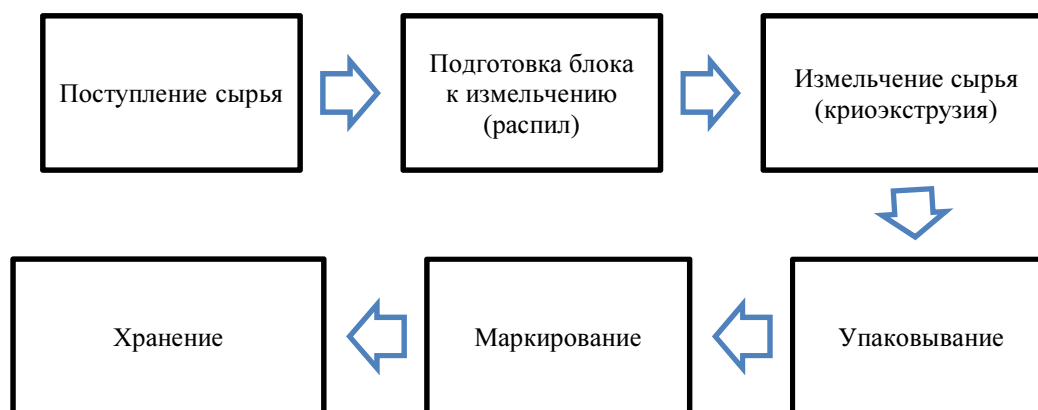 Поступление сырья
Подготовка блока
к измельчению
(распил)
Измельчение сырья
(криоэкструзия)
Хранение
Маркирование
Упаковывание